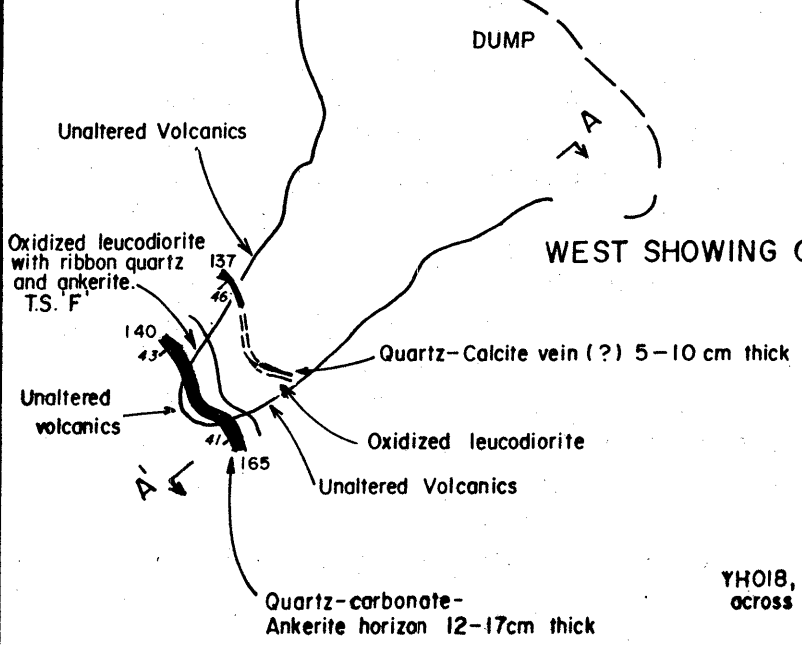 DUMP
A
Unaltered Volcanics
WEST SHOWING
Oxidized leucodiorite
with ribbon quartz
and ankerite.
T.S. 'F'
137
46
140
43
Quartz-Calcite vein (?) 5-10 cm thick
Unaltered
volcanics
Oxidized leucodiorite
41
165
A'
Unaltered Volcanics
YH018,
across
Quartz-carbonate-
Ankerite horizon 12-17cm thick